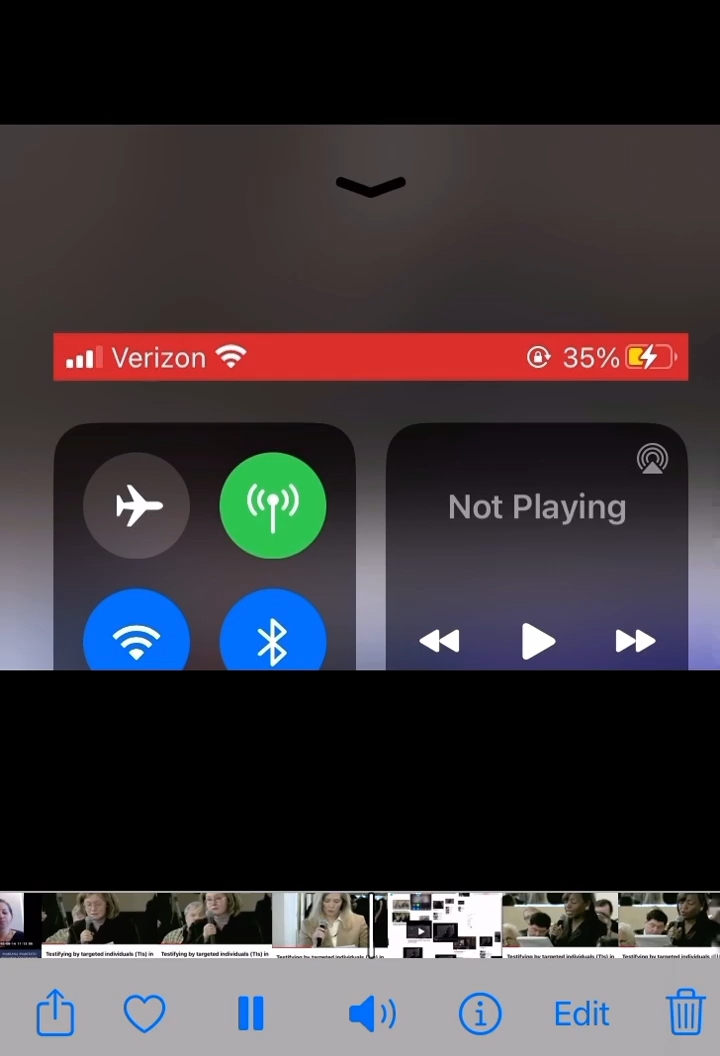 Verizon 35%
Not Playing
Testifying by targeted individuals (TIs) in Testifying by targeted individuals (TIs) in
Edit